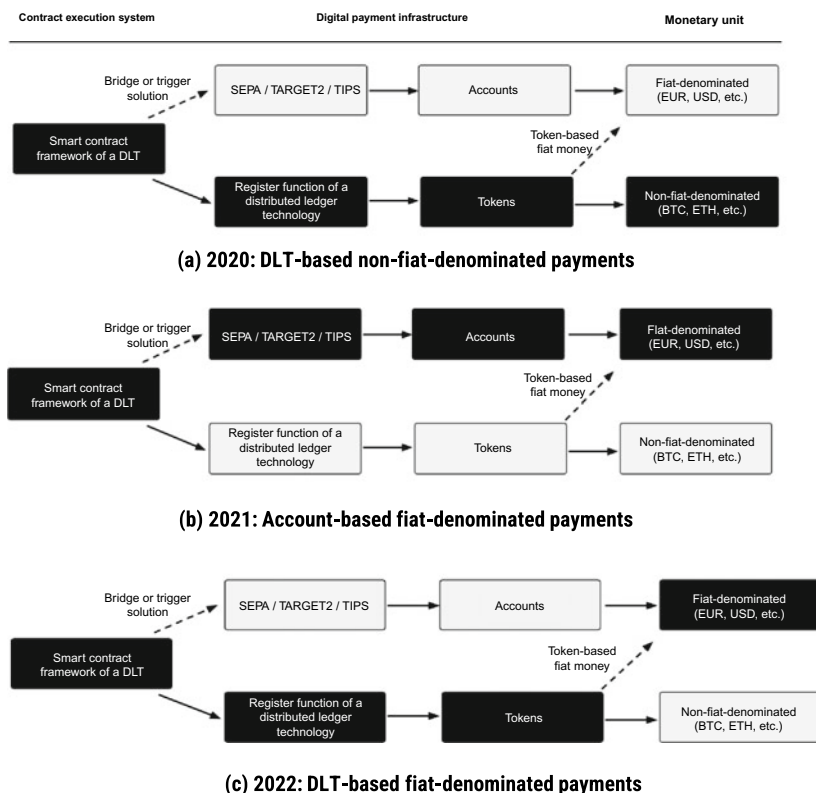 Contract execution system
Digital payment infrastructure
Monetary unit
Bridge or trigger
solution
SEPA / TARGET2 / TIPS
Accounts
Fiat-denominated
(EUR, USD, etc.)
Smart contract
framework of a DLT
Token-based
fiat money
Register function of a
distributed ledger
technology
Tokens
Non-fiat-denominated
(BTC, ETH, etc.)
(a) 2020: DLT-based non-fiat-denominated payments
Bridge or trigger
solution
SEPA / TARGET2 / TIPS
Accounts
Flat-denominated
(EUR, USD, etc.)
Smart contract
framework of a DLT
Token-based
fiat money
Register function of a
distributed ledger
technology
Tokens
Non-fiat-denominated
(BTC, ETH, etc.)
(b) 2021: Account-based fiat-denominated payments
Bridge or trigger
solution
SEPA / TARGET2 / TIPS
Accounts
Fiat-denominated
(EUR, USD, etc.)
Smart contract
framework of a DLT
Token-based
fiat money
Register function of a
distributed ledger
technology
Tokens
Non-fiat-denominated
(BTC, ETH, etc.)
(c) 2022: DLT-based fiat-denominated payments